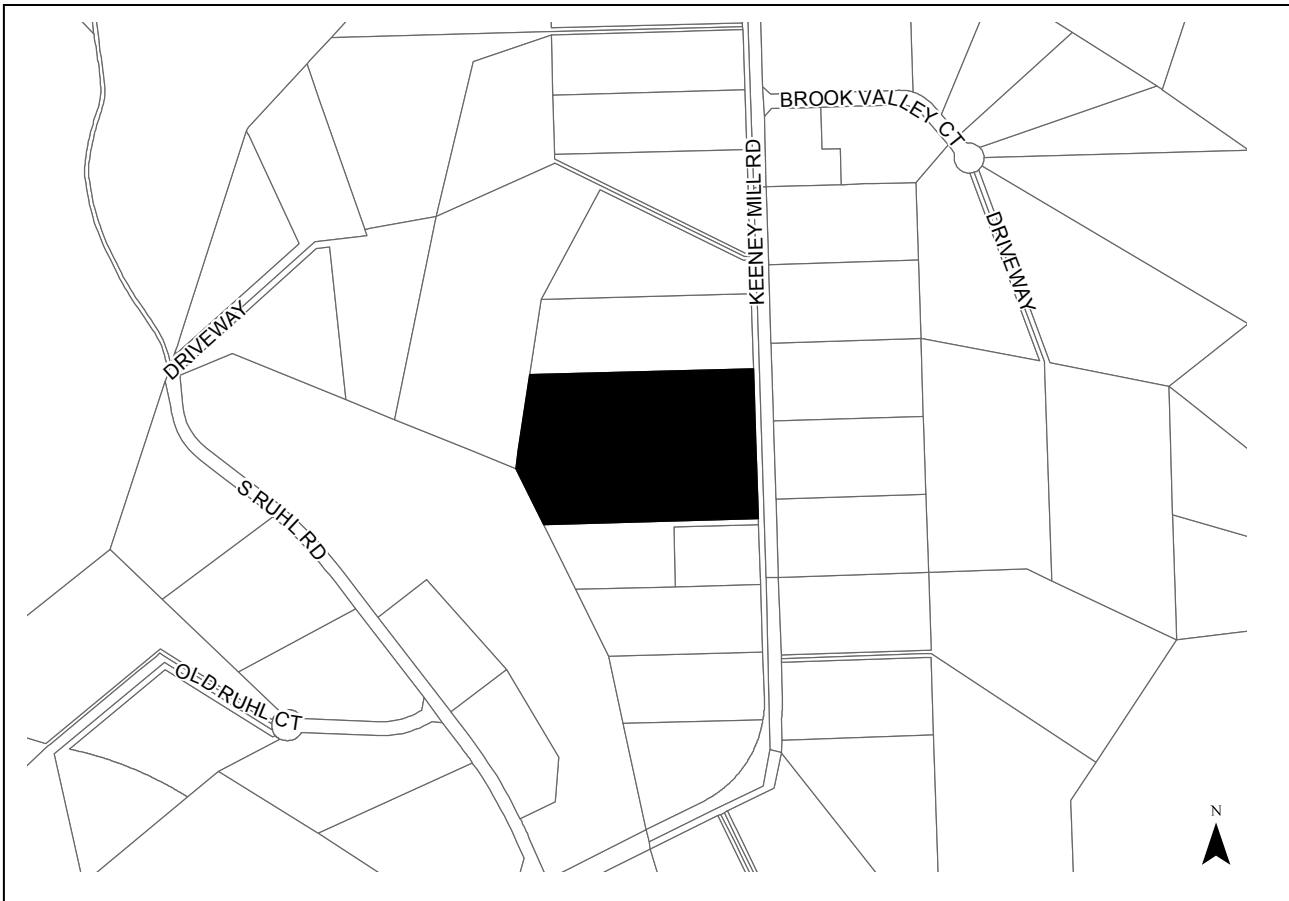 BROOK VALLEY CT
KEENEY MILL RD
DRIVEWAY
DRIVEWAY
S RUHL RD
OLD RUHL CT
N